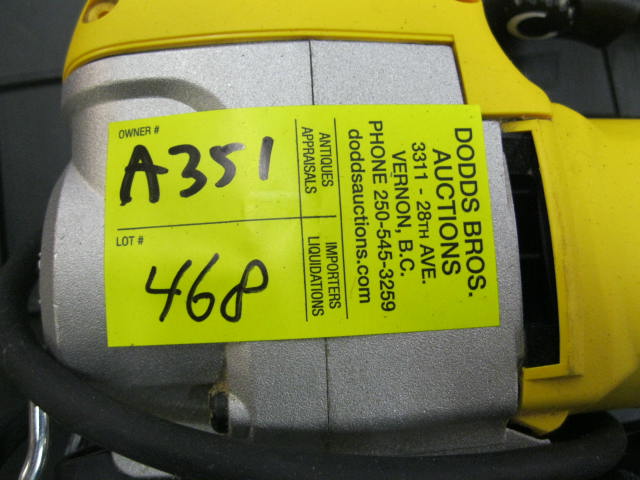 OWNER #
A351
LOT #
468
ANTIQUES
APPRAISALS
IMPORTERS
LIQUIDATIONS
DODDS BROS.
AUCTIONS
3311 - 28TH AVE.
VERNON, B.C.
PHONE 250-545-3259
doddsauctions.com
C